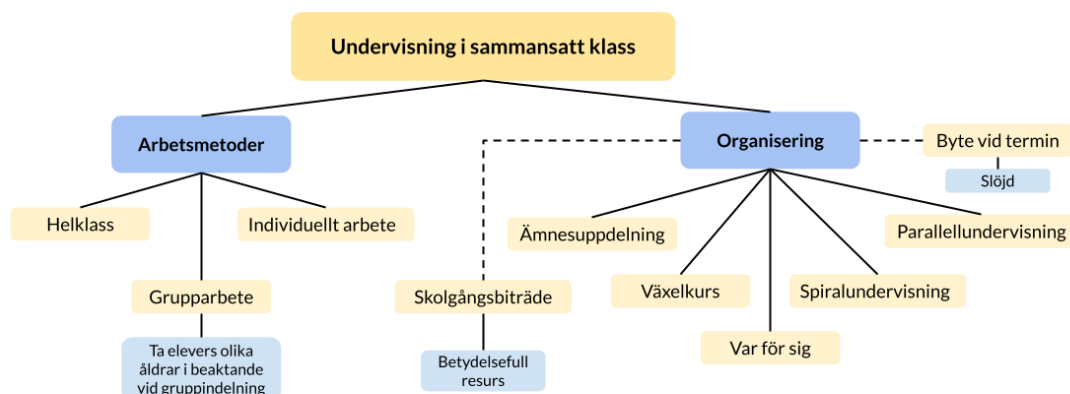 Undervisning i sammansatt klass
Arbetsmetoder
Organisering
Byte vid termin
Slöjd
Helklass
Individuellt arbete
Ämnesuppdelning
Parallellundervisning
Grupparbete
Skolgångsbiträde
Växelkurs
Spiralundervisning
Var för sig
Ta elevers olika
åldrar i beaktande
vid gruppindelning
Betydelsefull
resurs